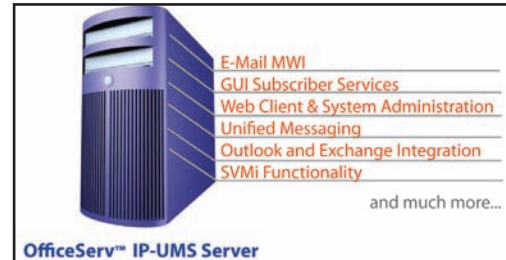 E-Mail MWI
GUI Subscriber Services
Web Client & System Administration
Unified Messaging
Outlook and Exchange Integration
SVMi Functionality
and much more...
OfficeServ™ IP-UMS Server